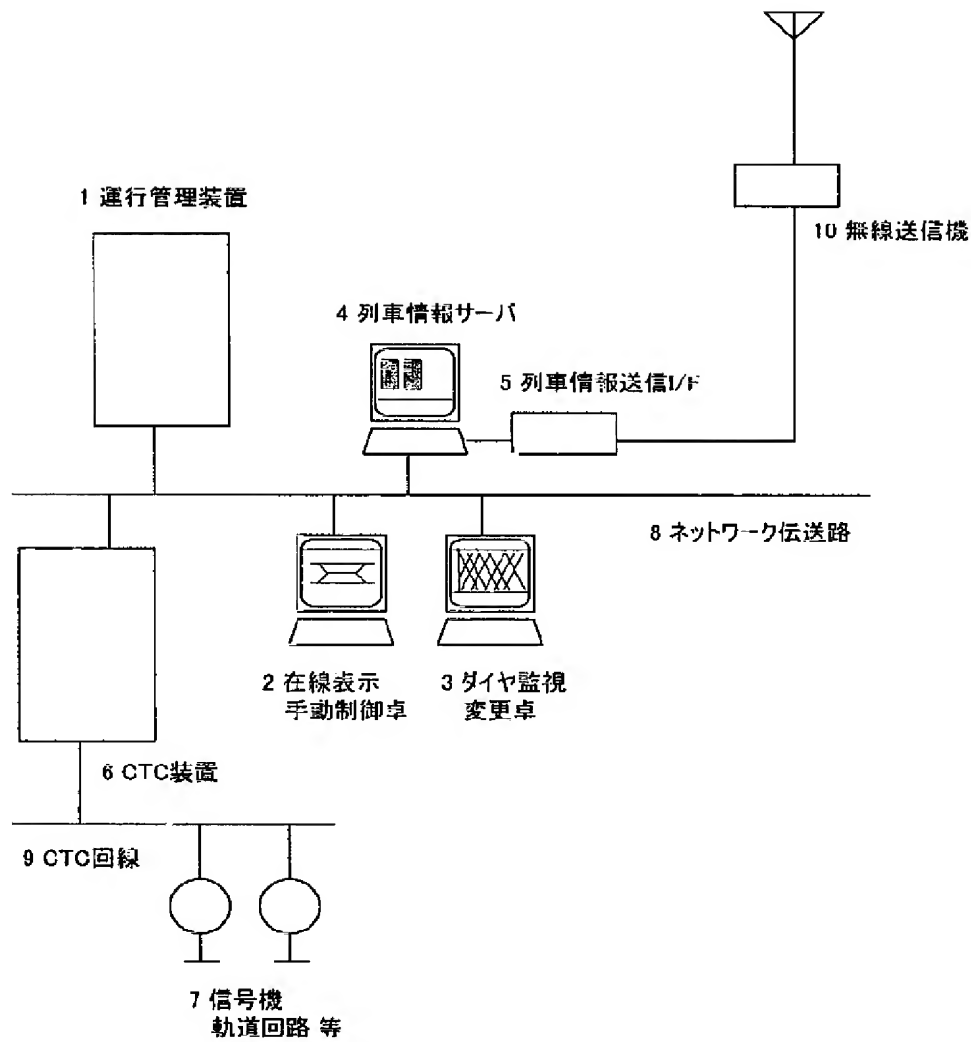 1 運行管理装置
10 無線送信機
4 列車情報サーバ
5 列車情報送信I/F
8 ネットワーク伝送路
2 在線表示
手動制御卓
3 ダイヤ監視
変更卓
6 CTC装置
9 CTC回線
7 信号機
軌道回路 等